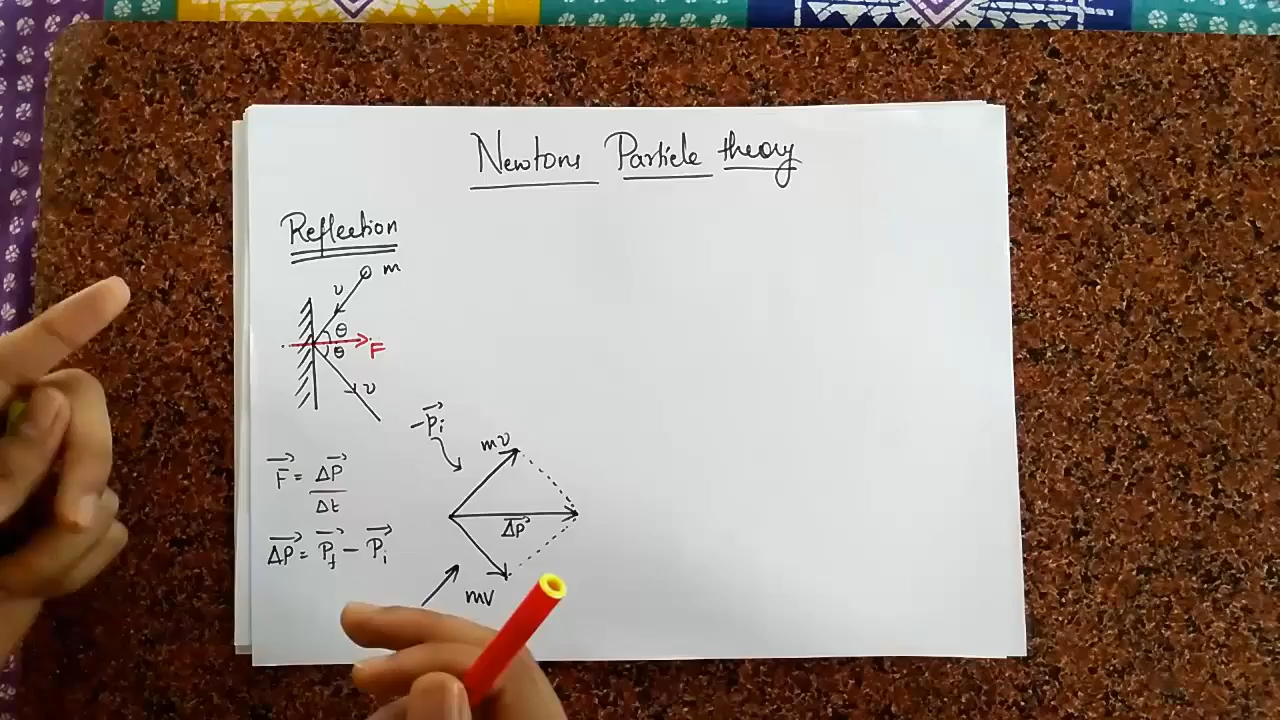 Newtons Particle theory
Reflection
m
v
θ
F
θ
v
-P⃗i
mv
F⃗ = ΔP⃗/Δt
ΔP⃗
ΔP⃗ = P⃗f - P⃗i
mv